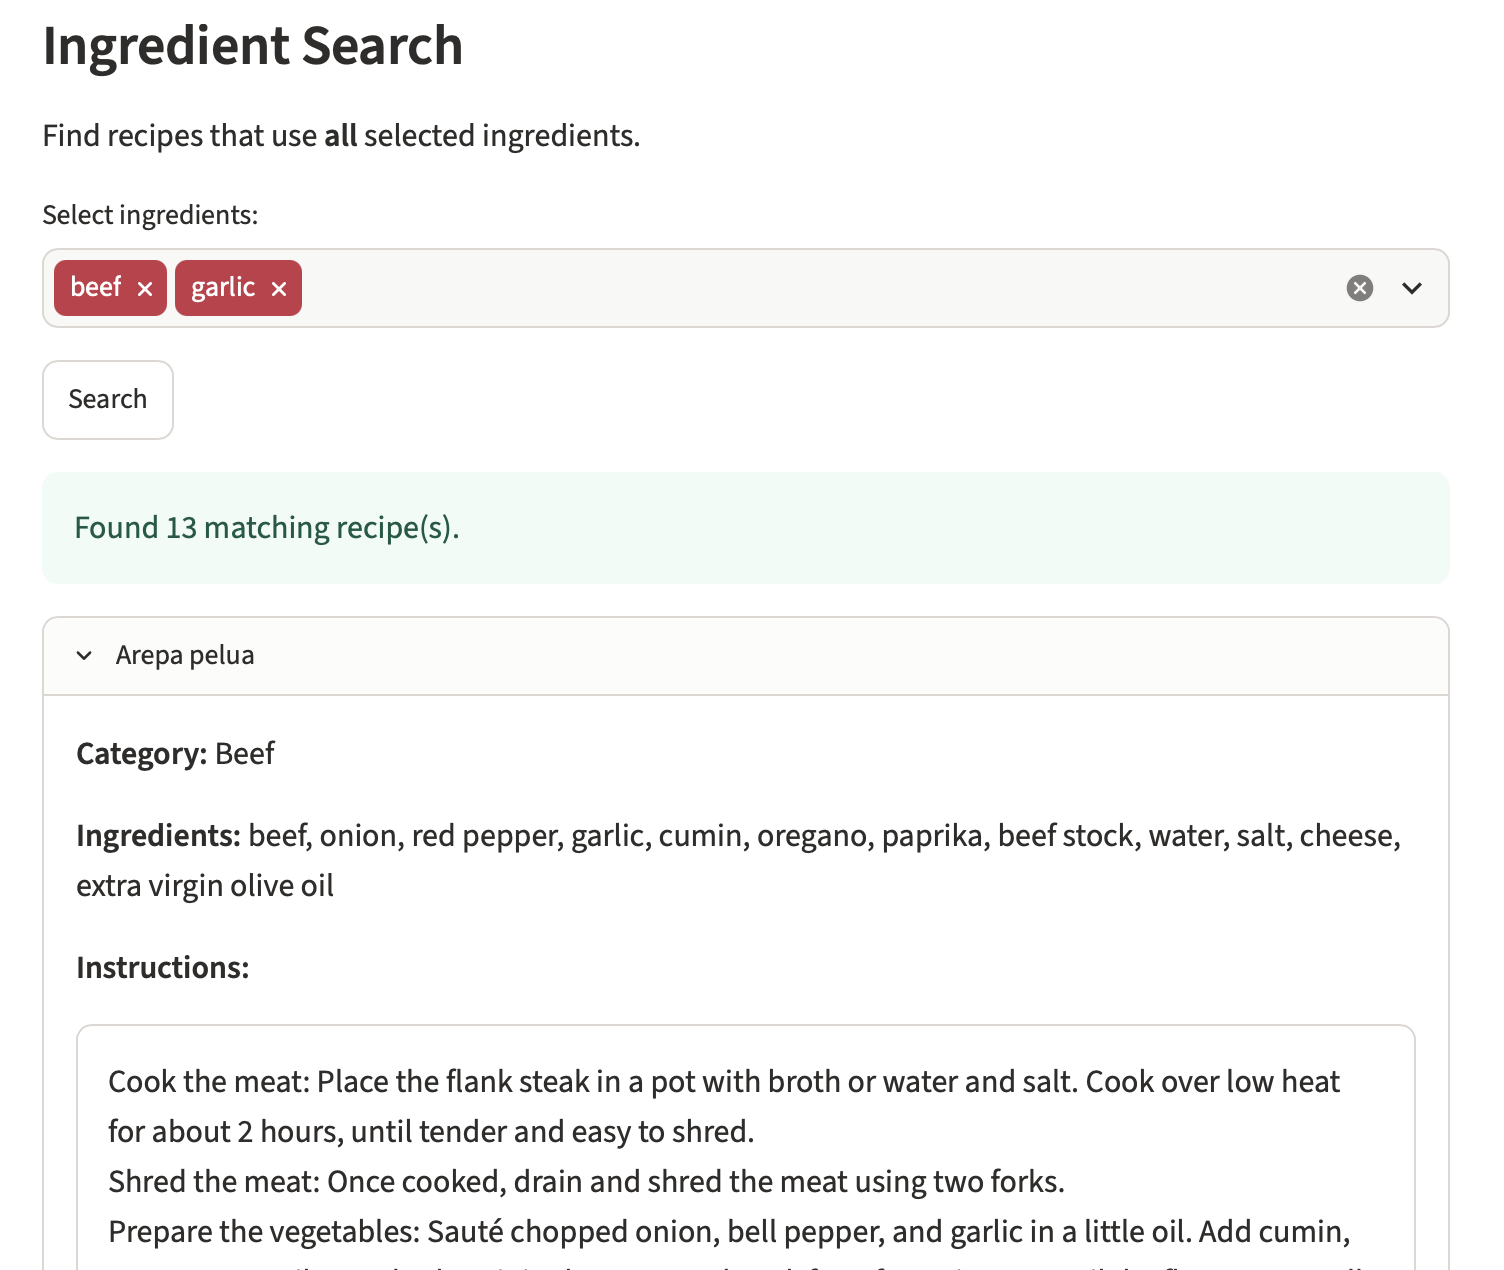 Ingredient Search
Find recipes that use all selected ingredients.
Select ingredients:
beef garlic
Search
Found 13 matching recipe(s).
Arepa pelua
Category: Beef
Ingredients: beef, onion, red pepper, garlic, cumin, oregano, paprika, beef stock, water, salt, cheese,
extra virgin olive oil
Instructions:
Cook the meat: Place the flank steak in a pot with broth or water and salt. Cook over low heat
for about 2 hours, until tender and easy to shred.
Shred the meat: Once cooked, drain and shred the meat using two forks.
Prepare the vegetables: Sauté chopped onion, bell pepper, and garlic in a little oil. Add cumin,